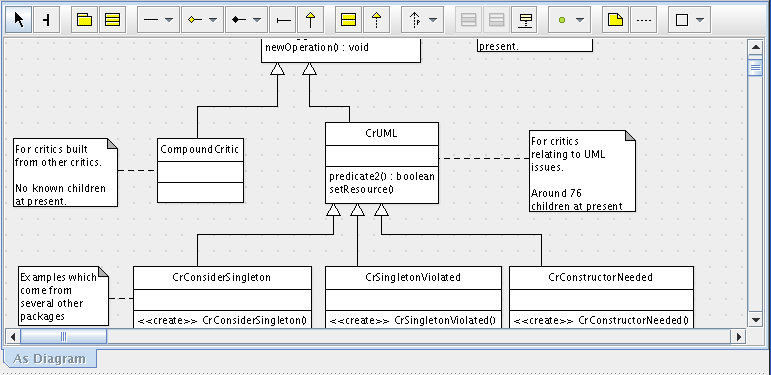 newOperation() : void
present.
For critics built
from other critics.
No known children
at present.
CompoundCritic
CrUML
predicate2() : boolean
setResource()
For critics
relating to UML
issues.
Around 76
children at present
Examples which
come from
several other
packages
CrConsiderSingleton
<<create>> CrConsiderSingleton()
CrSingletonViolated
<<create>> CrSingletonViolated()
CrConstructorNeeded
<<create>> CrConstructorNeeded()
As Diagram